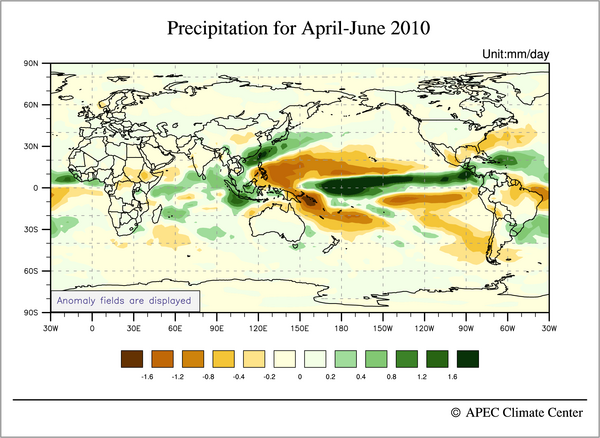 Precipitation for April-June 2010
Unit:mm/day
90N
60N
30N
0
30S
60S
90S
Anomaly fields are displayed
30W 0 30E 60E 90E 120E 150E 180 150W 120W 90W 60W 30W
-1.6 -1.2 -0.8 -0.4 -0.2 0 0.2 0.4 0.8 1.2 1.6
© APEC Climate Center